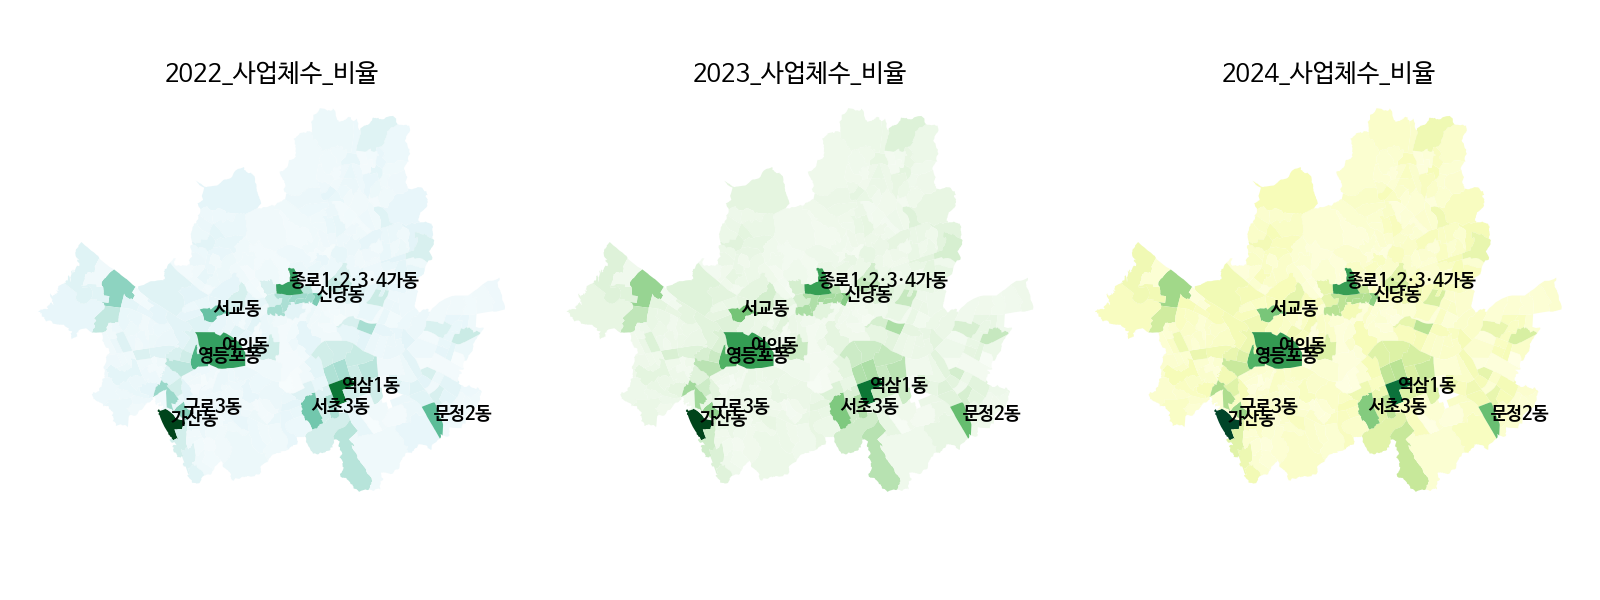 2022_사업체수_비율
종로1·2·3·4가동
신당동
서교동
여의동
영등포동
역삼1동
구로3동
서초3동
문정2동
가산동
2023_사업체수_비율
종로1·2·3·4가동
신당동
서교동
여의동
영등포동
역삼1동
구로3동
서초3동
문정2동
가산동
2024_사업체수_비율
종로1·2·3·4가동
신당동
서교동
여의동
영등포동
역삼1동
구로3동
서초3동
문정2동
가산동